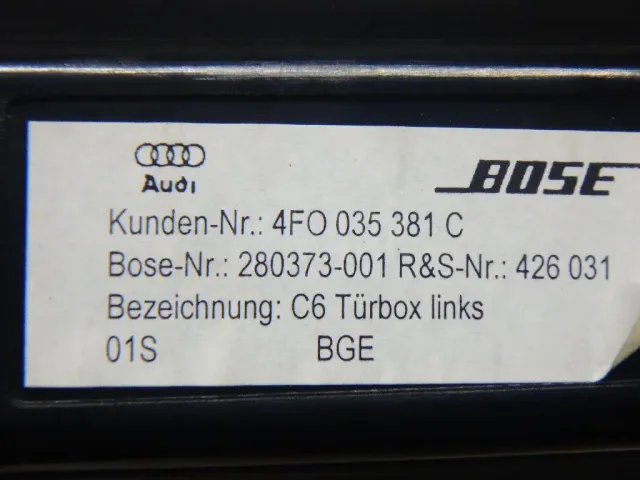 Audi
BOSE
Kunden-Nr.: 4FO 035 381 C
Bose-Nr.: 280373-001 R&S-Nr.: 426 031
Bezeichnung: C6 Türbox links
01S BGE